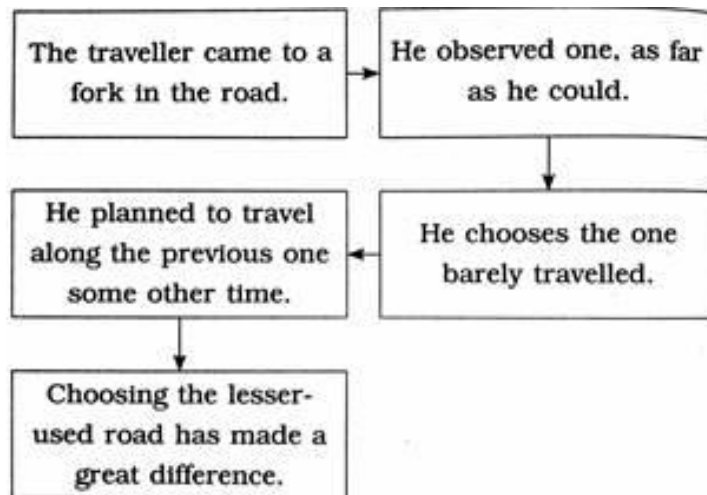 The traveller came to a
fork in the road.
He observed one, as far
as he could.
He chooses the one
barely travelled.
He planned to travel
along the previous one
some other time.
Choosing the lesser-
used road has made a
great difference.